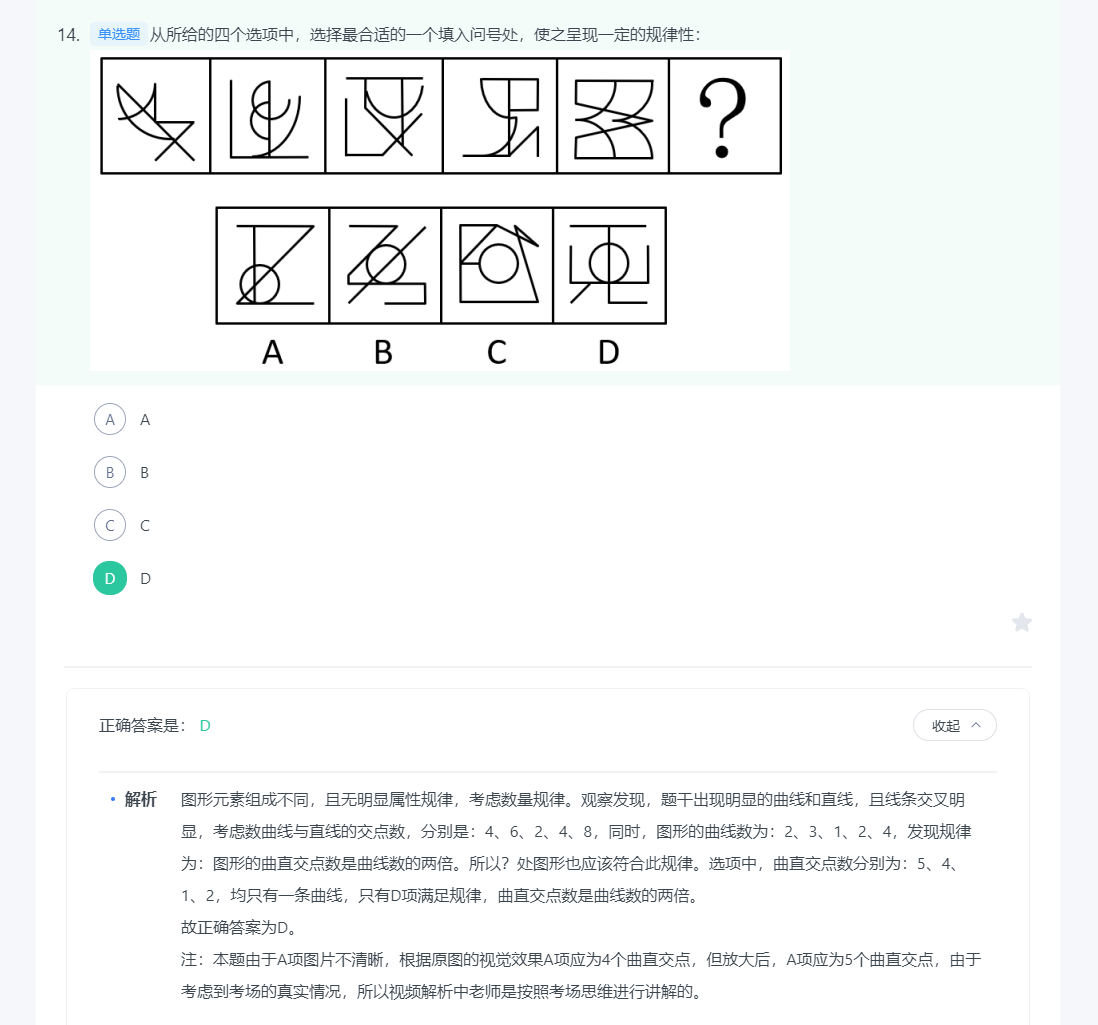 14. 单选题 从所给的四个选项中，选择最合适的一个填入问号处，使之呈现一定的规律性：
?
A B C D
A A
B B
C C
D D
正确答案是： D 收起
• 解析 图形元素组成不同，且无明显属性规律，考虑数量规律。观察发现，题干出现明显的曲线和直线，且线条交叉明
显，考虑数曲线与直线的交点数，分别是：4、6、2、4、8，同时，图形的曲线数为：2、3、1、2、4，发现规律
为：图形的曲直交点数是曲线数的两倍。所以？处图形也应该符合此规律。选项中，曲直交点数分别为：5、4、
1、2，均只有一条曲线，只有D项满足规律，曲直交点数是曲线数的两倍。
故正确答案为D。
注：本题由于A项图片不清晰，根据原图的视觉效果A项应为4个曲直交点，但放大后，A项应为5个曲直交点，由于
考虑到考场的真实情况，所以视频解析中老师是按照考场思维进行讲解的。